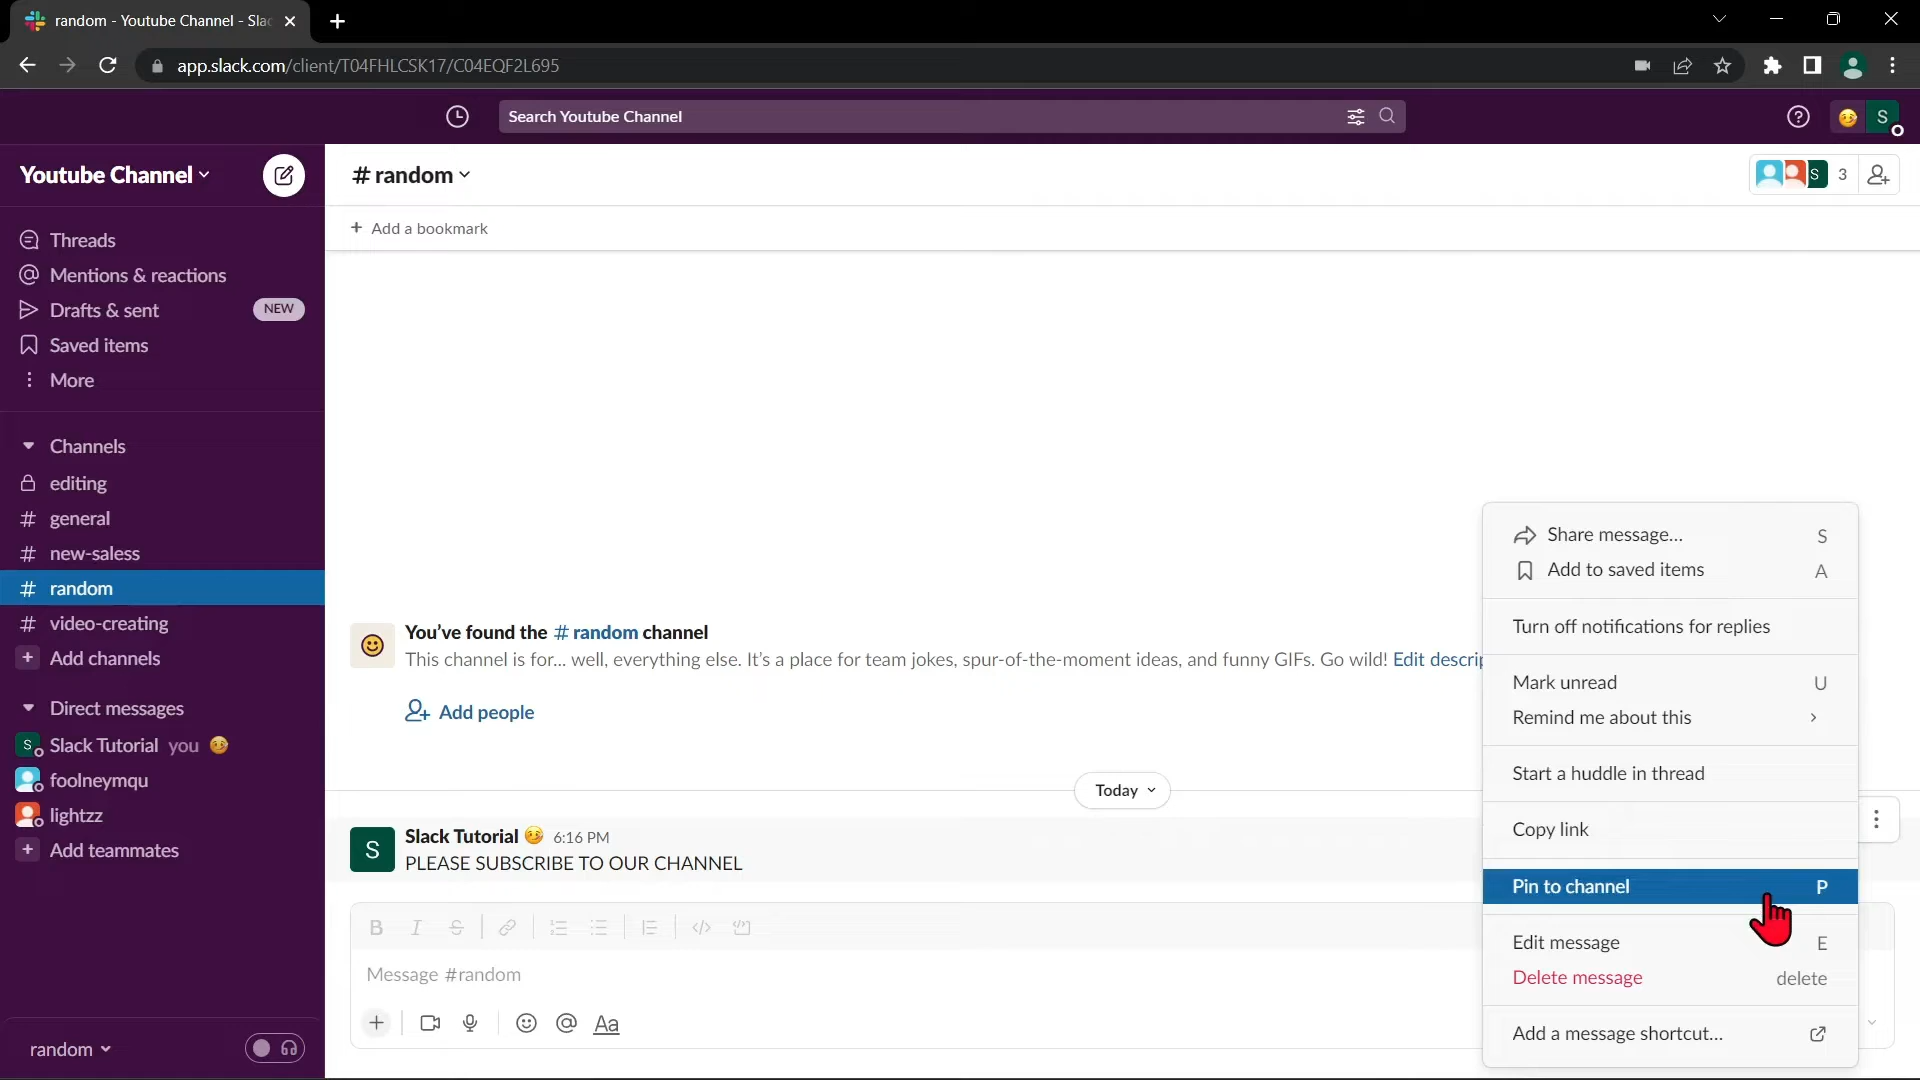 random - Youtube Channel - Slac
app.slack.com/client/T04FHLCSK17/C04EQF2L695
Search Youtube Channel
S
Youtube Channel
# random
S 3
+ Add a bookmark
Threads
Mentions & reactions
Drafts & sent NEW
Saved items
More
Channels
editing
# general
# new-saless
# random
# video-creating
+ Add channels
Direct messages
S Slack Tutorial you
foolneymqu
lightzz
+ Add teammates
random
You've found the # random channel
This channel is for... well, everything else. It's a place for team jokes, spur-of-the-moment ideas, and funny GIFs. Go wild! Edit descrip
Add people
Today
S Slack Tutorial 6:16 PM
PLEASE SUBSCRIBE TO OUR CHANNEL
B I S
Message #random
+ @ Aa
Share message... S
Add to saved items A
Turn off notifications for replies
Mark unread U
Remind me about this
Start a huddle in thread
Copy link
Pin to channel P
Edit message E
Delete message delete
Add a message shortcut...